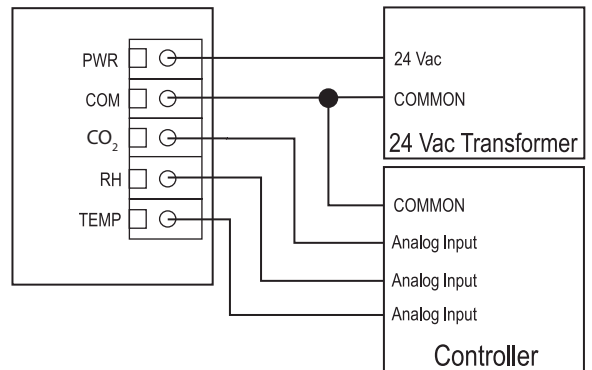 PWR
COM
CO₂
RH
TEMP
24 Vac
COMMON
24 Vac Transformer
COMMON
Analog Input
Analog Input
Analog Input
Controller